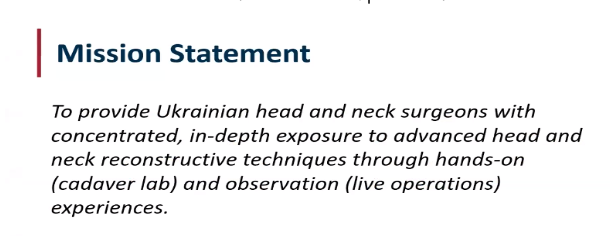 Mission Statement
To provide Ukrainian head and neck surgeons with
concentrated, in-depth exposure to advanced head and
neck reconstructive techniques through hands-on
(cadaver lab) and observation (live operations)
experiences.